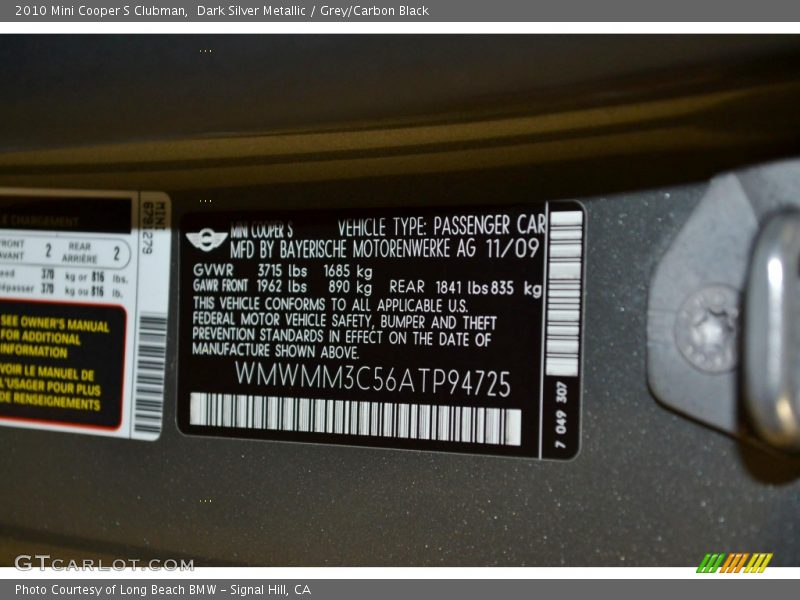 2010 Mini Cooper S Clubman,  Dark Silver Metallic / Grey/Carbon Black
LE CHARGEMENT
FRONT AVANT 2 REAR ARRIÈRE 2
370 kg or 816 lbs.
370 kg ou 816 lb.
SEE OWNER'S MANUAL
FOR ADDITIONAL
INFORMATION
VOIR LE MANUEL DE
L'USAGER POUR PLUS
DE RENSEIGNEMENTS
MINI
6792279
MINI COOPER S VEHICLE TYPE: PASSENGER CAR
MFD BY BAYERISCHE MOTORENWERKE AG 11/09
GVWR 3715 lbs 1685 kg
GAWR FRONT 1962 lbs 890 kg REAR 1841 lbs 835 kg
THIS VEHICLE CONFORMS TO ALL APPLICABLE U.S.
FEDERAL MOTOR VEHICLE SAFETY, BUMPER AND THEFT
PREVENTION STANDARDS IN EFFECT ON THE DATE OF
MANUFACTURE SHOWN ABOVE.
WMWMM3C56ATP94725
7 049 307
GTCARLOT.COM
Photo Courtesy of Long Beach BMW - Signal Hill, CA